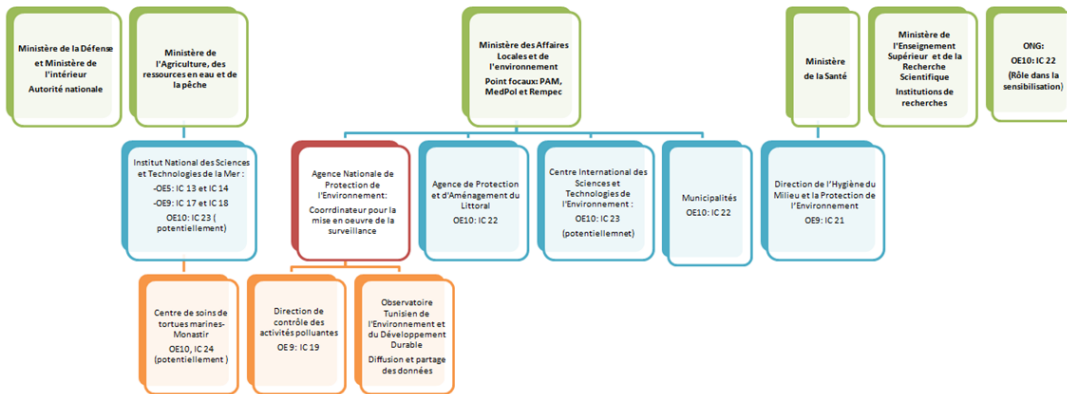 Ministère de la Défense
et Ministère de
l'intérieur
Autorité nationale
Ministère de
l'Agriculture, des
ressources en eau et de
la pêche
Ministère des Affaires
Locales et de
l'environnement
Point focaux: PAM,
MedPol et Rempec
Ministère
de la Santé
Ministère de
l'Enseignement
Supérieur et de la
Recherche
Scientifique
Institutions de
recherches
ONG:
OE10: IC 22
(Rôle dans la
sensibilisation)
Institut National des Sciences
et Technologies de la Mer :
-OE5: IC 13 et IC 14
-OE9: IC 17 et IC 18
OE10: IC 23 (
potentiellement)
Agence Nationale de
Protection de
l'Environnement:
Coorrdinateur pour la
mise en oeuvre de la
surveillance
Agence de Protection
et d'Aménagement du
Littoral
OE10: IC 22
Centre International des
Sciences et
Technologies de
l'Environnement :
OE10: IC 23
(potentiellemnet)
Municipalités
OE10: IC 22
Direction de l'Hygiène du
Milieu et la Protection de
l'Environnement
OE9: IC 21
Centre de soins de
tortues marines-
Monastir
OE10, IC 24
(potentiellement )
Direction de
contrôle des
activités polluantes
OE 9: IC 19
Observatoire
Tunisien de
l'Environnement et
du Développement
Durable
Diffusion et partage
des données